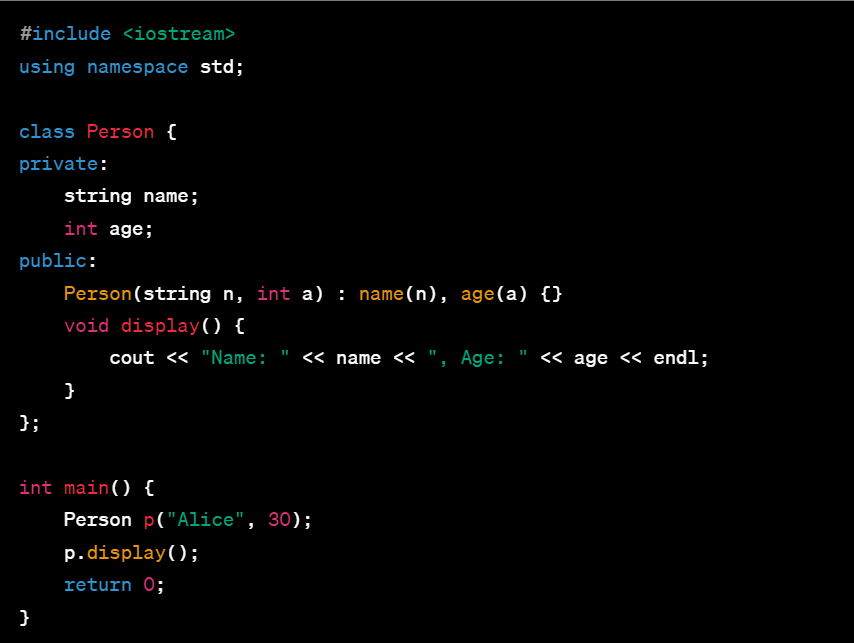 #include <iostream>
using namespace std;

class Person {
private:
    string name;
    int age;
public:
    Person(string n, int a) : name(n), age(a) {}
    void display() {
        cout << "Name: " << name << ", Age: " << age << endl;
    }
};

int main() {
    Person p("Alice", 30);
    p.display();
    return 0;
}